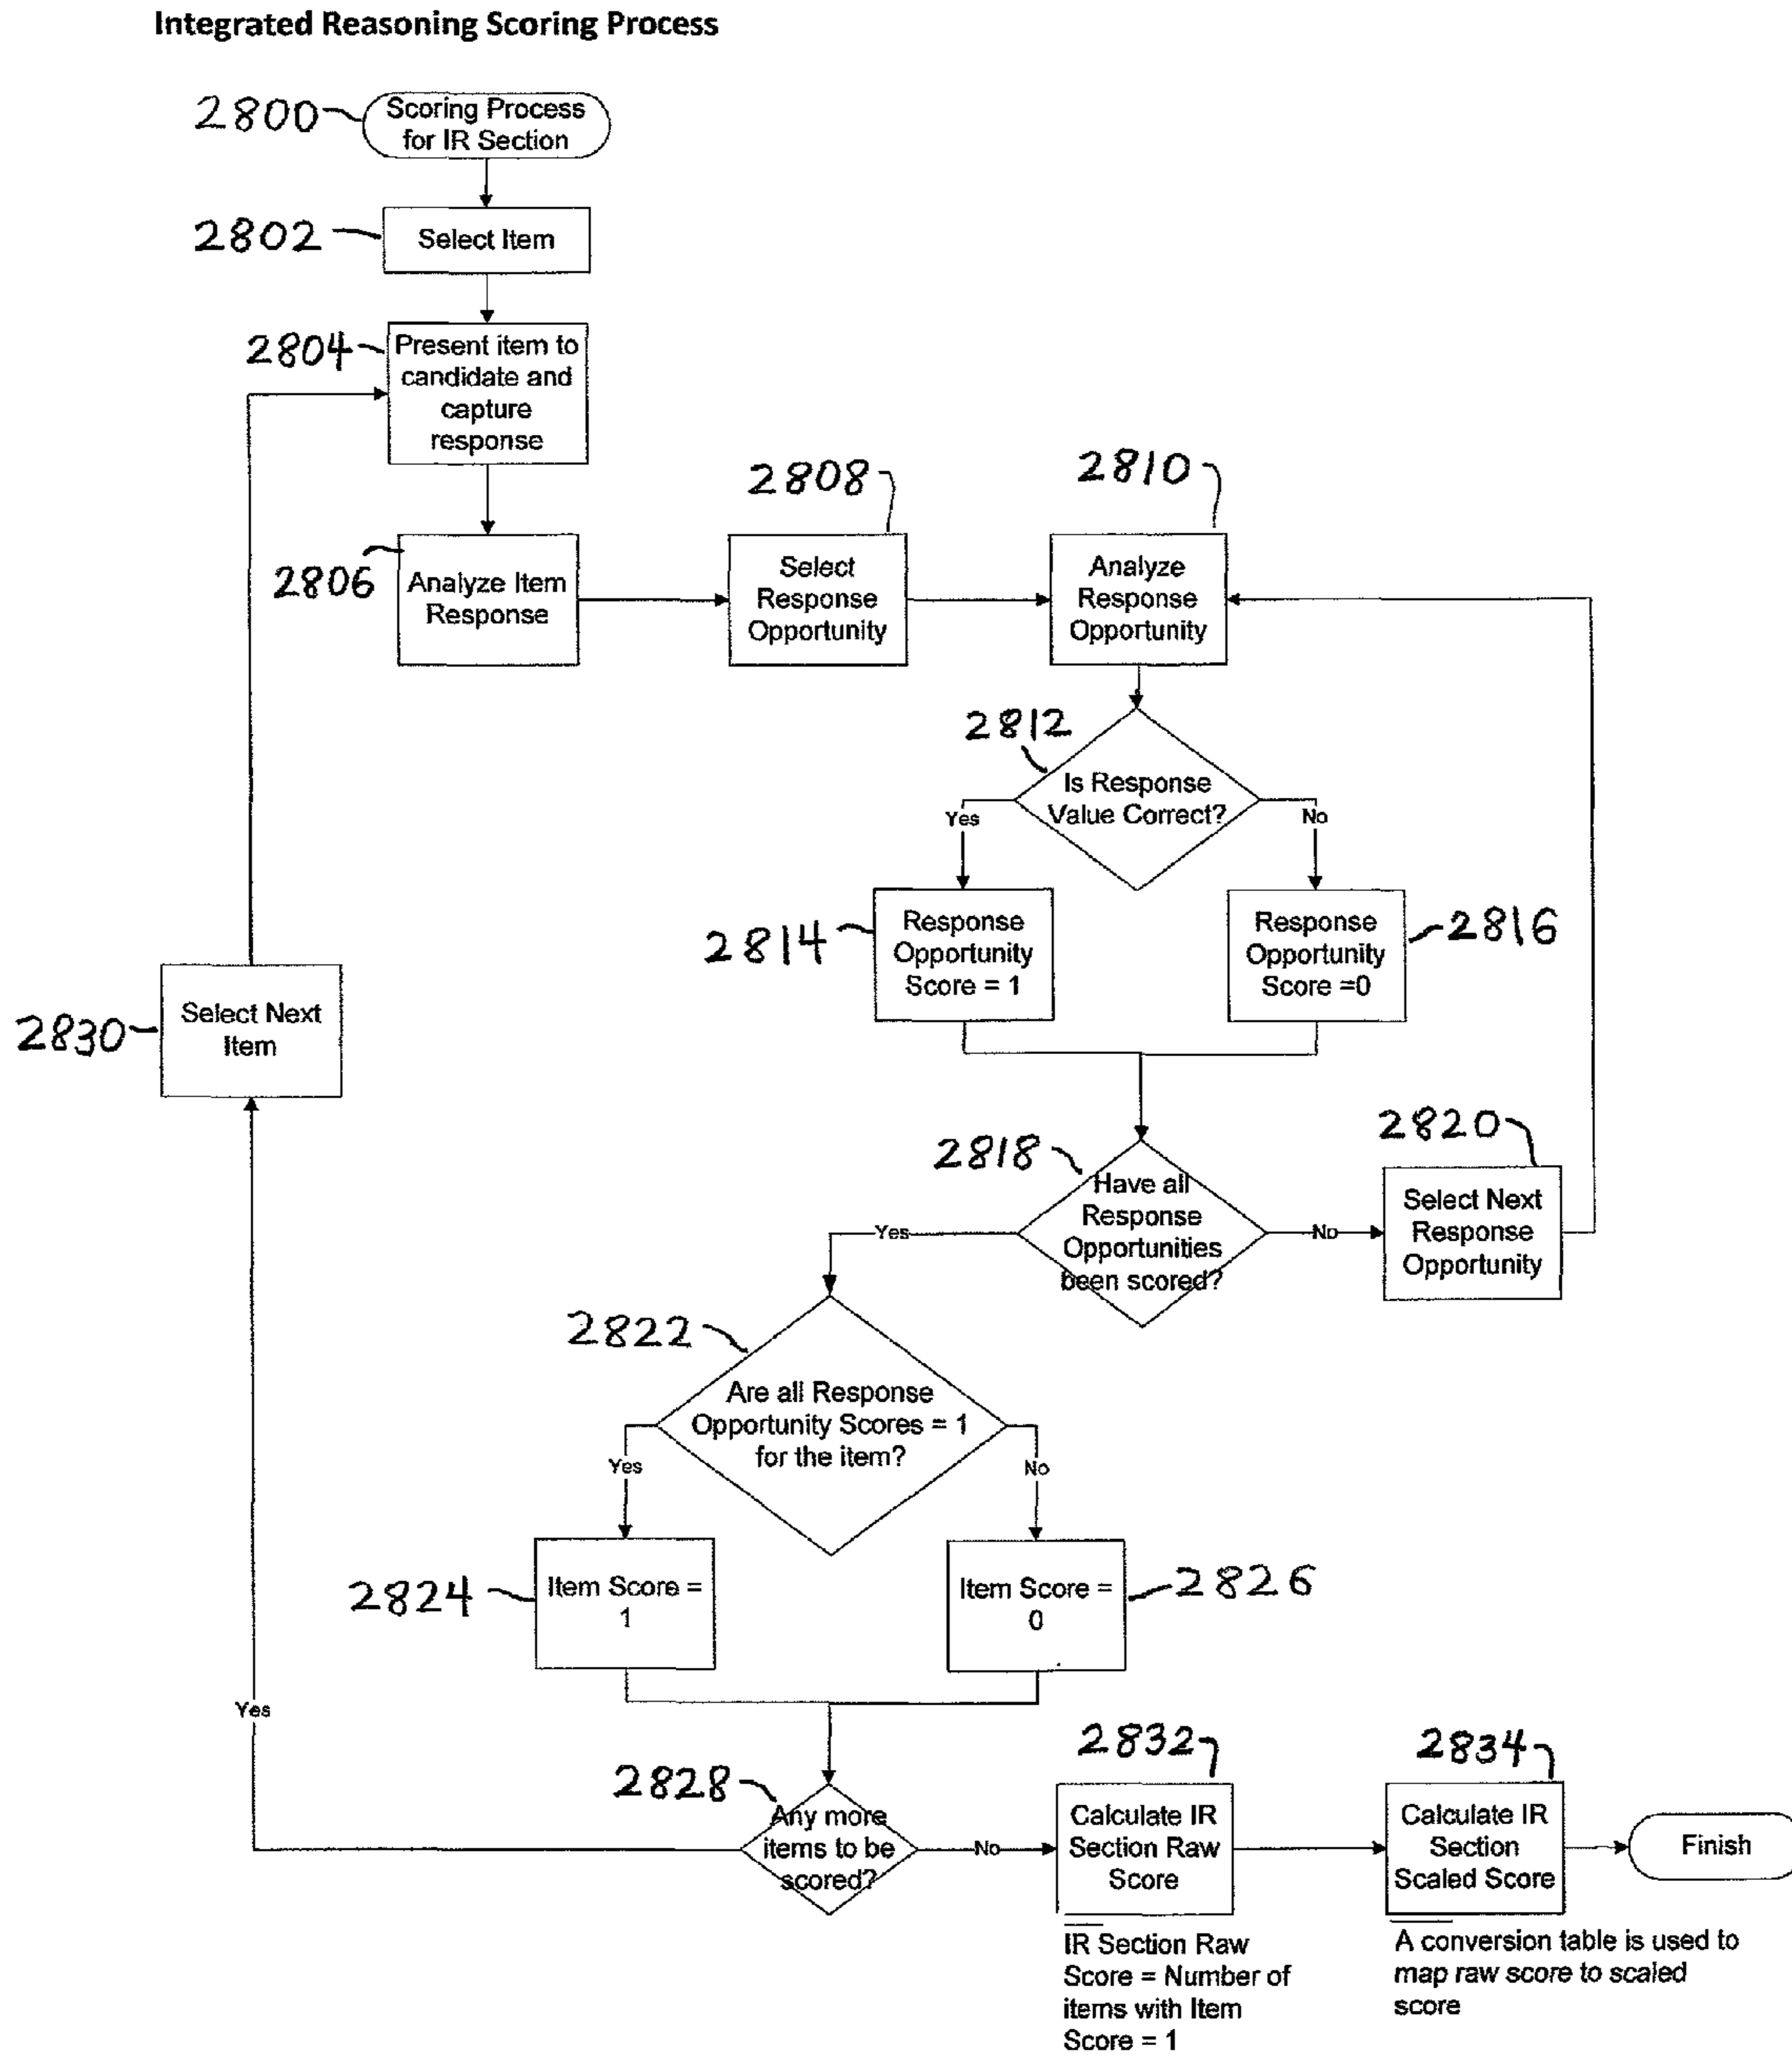 Integrated Reasoning Scoring Process
2800
Scoring Process
for IR Section
2802
Select Item
2804
Present item to
candidate and
capture
response
2806
Analyze Item
Response
2808
Select
Response
Opportunity
2810
Analyze
Response
Opportunity
2812
Is Response
Value Correct?
Yes
No
2814
Response
Opportunity
Score = 1
Response
Opportunity
Score =0
2816
2830
Select Next
Item
2818
Have all
Response
Opportunities
been scored?
Yes
No
2820
Select Next
Response
Opportunity
2822
Are all Response
Opportunity Scores = 1
for the item?
Yes
No
2824
Item Score =
1
Item Score =
0
2826
Yes
2828
Any more
items to be
scored?
No
2832
Calculate IR
Section Raw
Score
2834
Calculate IR
Section
Scaled Score
Finish
IR Section Raw
Score = Number of
items with Item
Score = 1
A conversion table is used to
map raw score to scaled
score